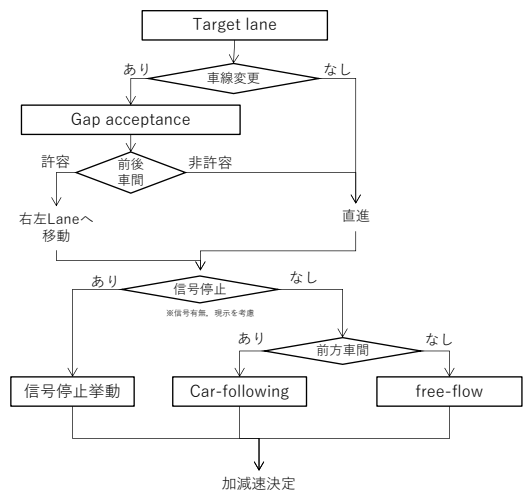 Target lane
あり
車線変更
なし
Gap acceptance
許容
前後
車間
非許容
右左Laneへ
移動
直進
あり
信号停止
なし
※信号有無，現示を考慮
あり
前方車間
なし
信号停止挙動
Car-following
free-flow
加減速決定